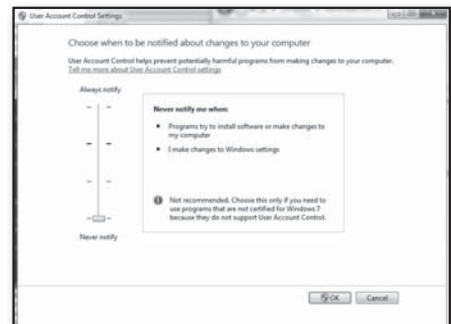 User Account Control Settings
Choose when to be notified about changes to your computer
User Account Control helps prevent potentially harmful programs from making changes to your computer.
Tell me more about User Account Control settings
Always notify
Never notify me when:
• Programs try to install software or make changes to
my computer
• I make changes to Windows settings
Not recommended. Choose this only if you need to
use programs that are not certified for Windows 7
because they do not support User Account Control.
Never notify
OK
Cancel